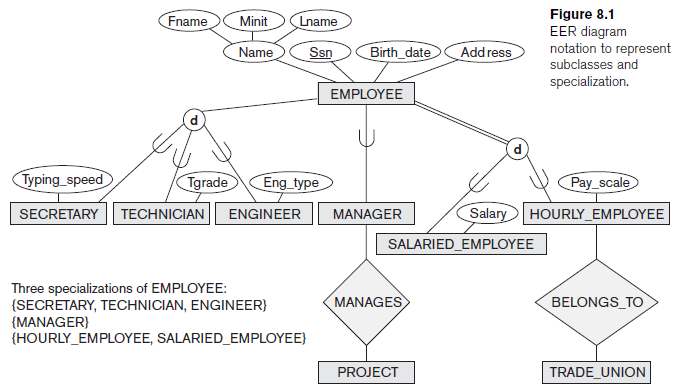 Figure 8.1
EER diagram
notation to represent
subclasses and
specialization.
Fname Minit Lname
Name Ssn Birth_date Address
EMPLOYEE
d
d
Typing_speed Tgrade Eng_type Pay_scale
SECRETARY TECHNICIAN ENGINEER MANAGER Salary HOURLY_EMPLOYEE
SALARIED_EMPLOYEE
Three specializations of EMPLOYEE:
{SECRETARY, TECHNICIAN, ENGINEER}
{MANAGER}
{HOURLY_EMPLOYEE, SALARIED_EMPLOYEE}
MANAGES BELONGS_TO
PROJECT TRADE_UNION